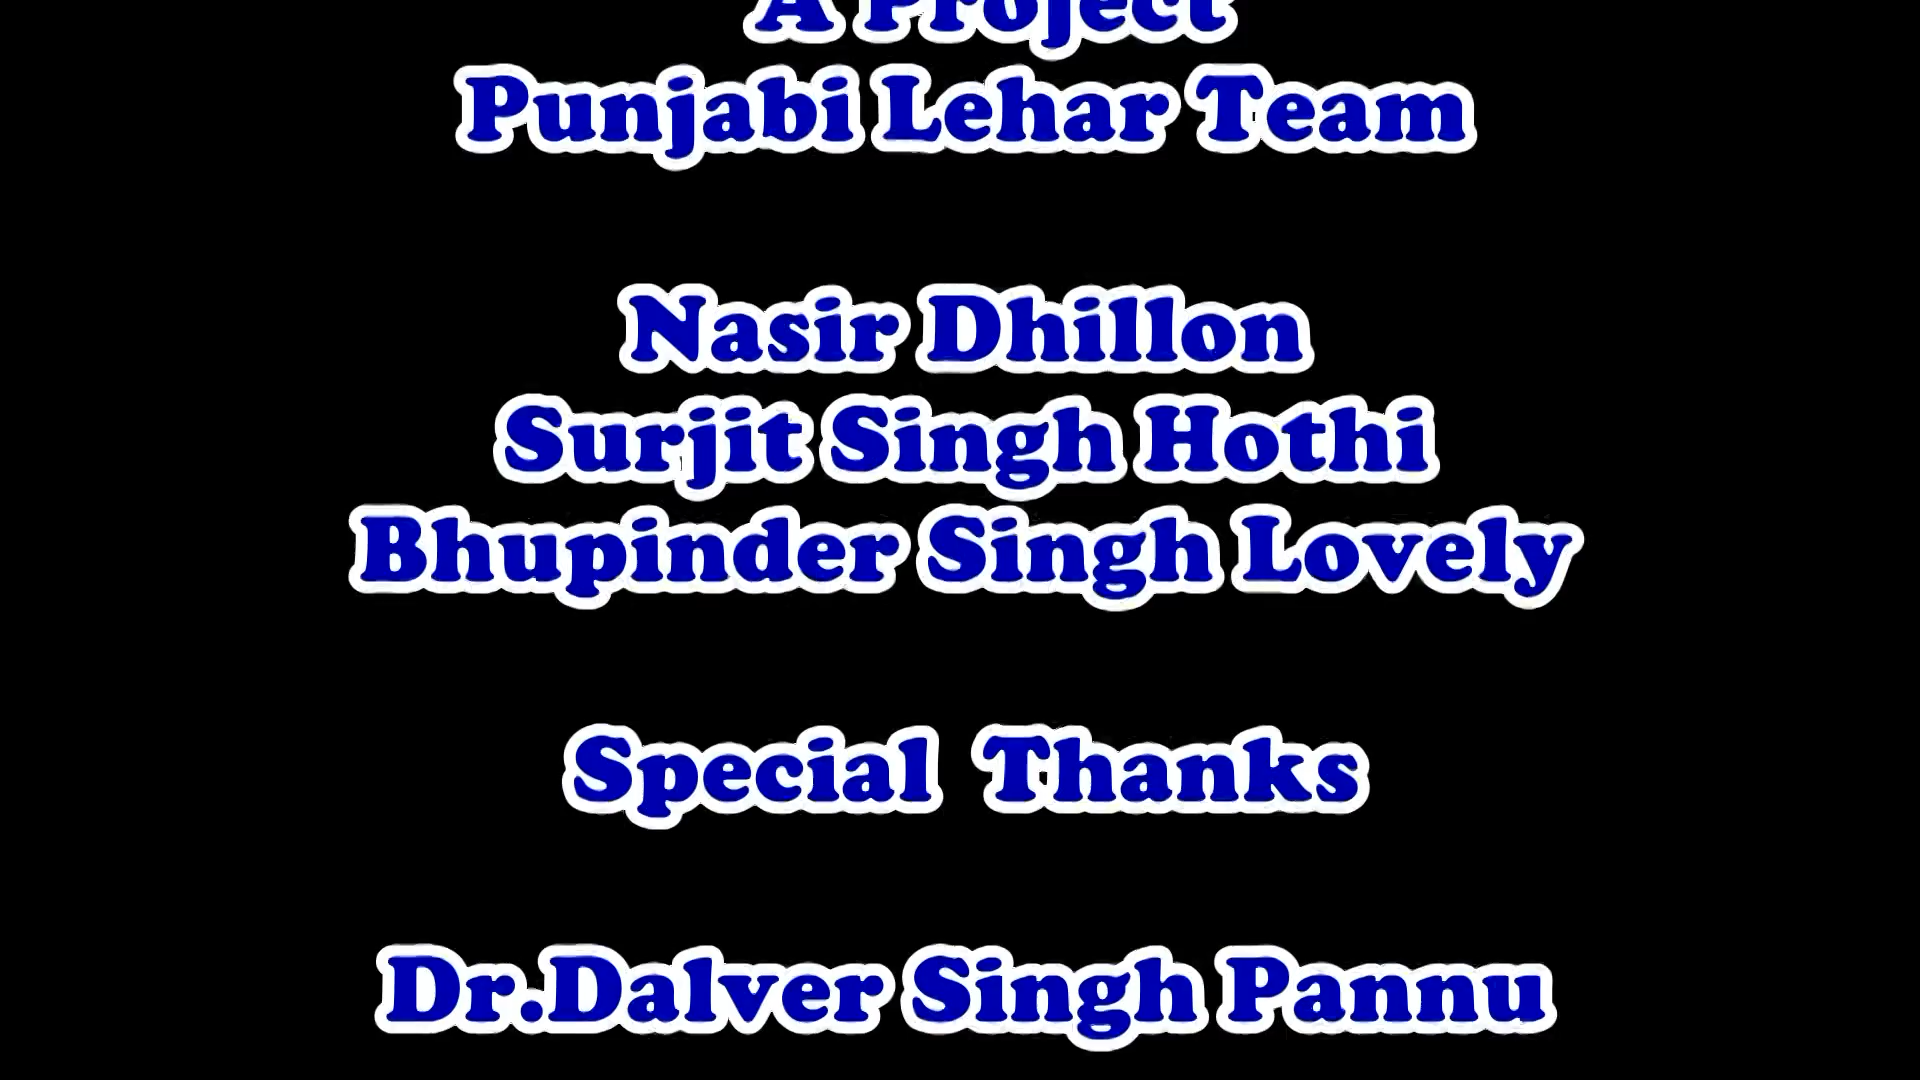 A Project
Punjabi Lehar Team
Nasir Dhillon
Surjit Singh Hothi
Bhupinder Singh Lovely
Special Thanks
Dr.Dalver Singh Pannu